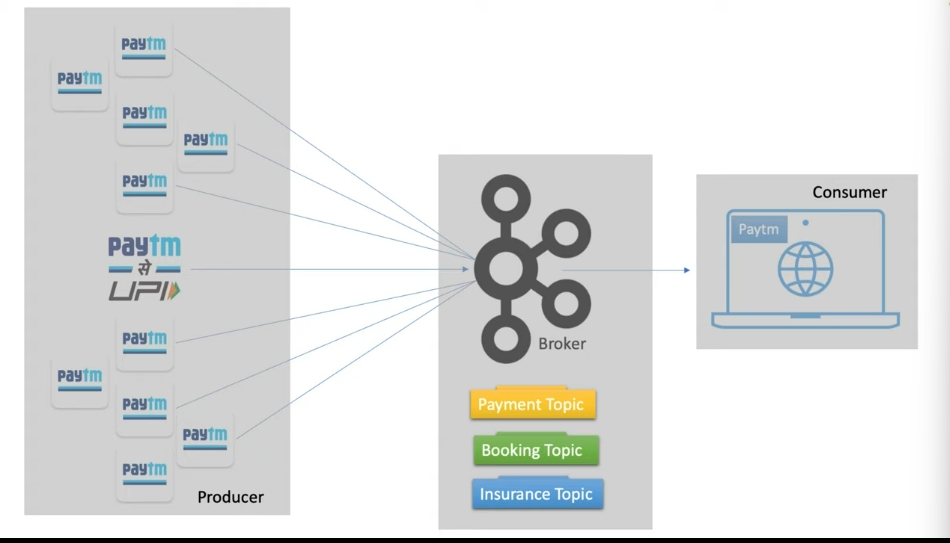 paytm
paytm
paytm
paytm
paytm
paytm
से
UPI
paytm
paytm
paytm
paytm
paytm
Producer
Broker
Payment Topic
Booking Topic
Insurance Topic
Consumer
Paytm